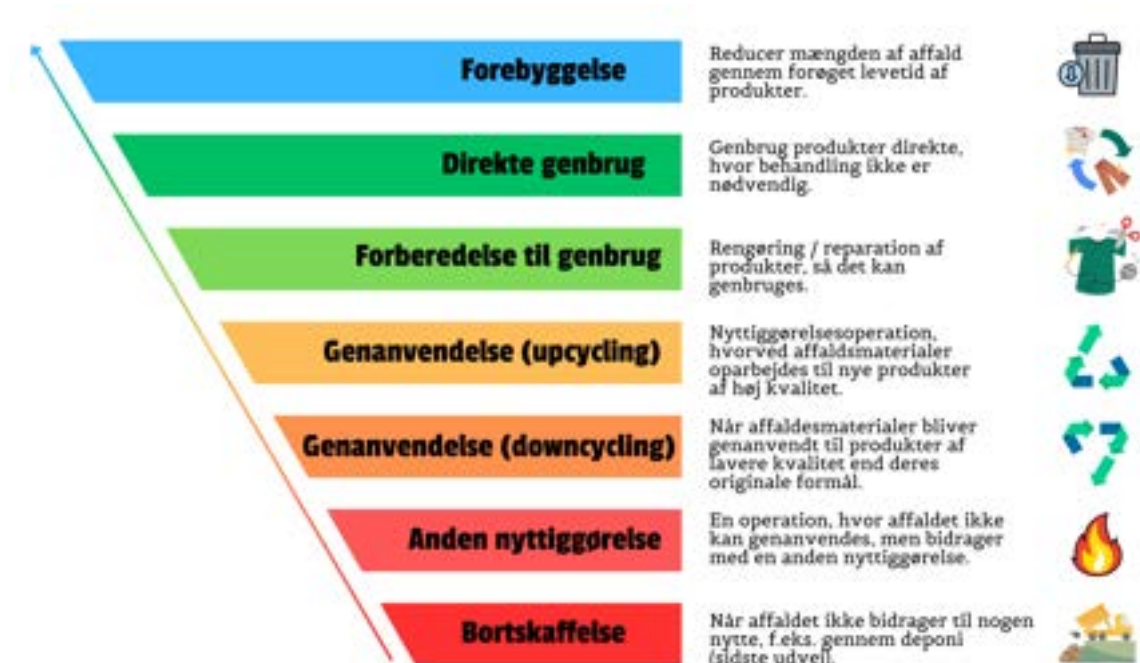 Forebyggelse
Reducer mængden af affald
gennem forøget levetid af
produkter.
Direkte genbrug
Genbrug produkter direkte,
hvor behandling ikke er
nødvendig.
Forberedelse til genbrug
Rengøring / reparation af
produkter, så det kan
genbruges.
Genanvendelse (upcycling)
Nyttiggørelsesoperation,
hvorved affaldsmaterialer
oparbejdes til nye produkter
af høj kvalitet.
Genanvendelse (downcycling)
Når affaldesmaterialer bliver
genanvendt til produkter af
lavere kvalitet end deres
originale formål.
Anden nyttiggørelse
En operation, hvor affaldet ikke
kan genanvendes, men bidrager
med en anden nyttiggørelse.
Bortskaffelse
Når affaldet ikke bidrager til nogen
nytte, f.eks. gennem deponi
(sidste udvej).